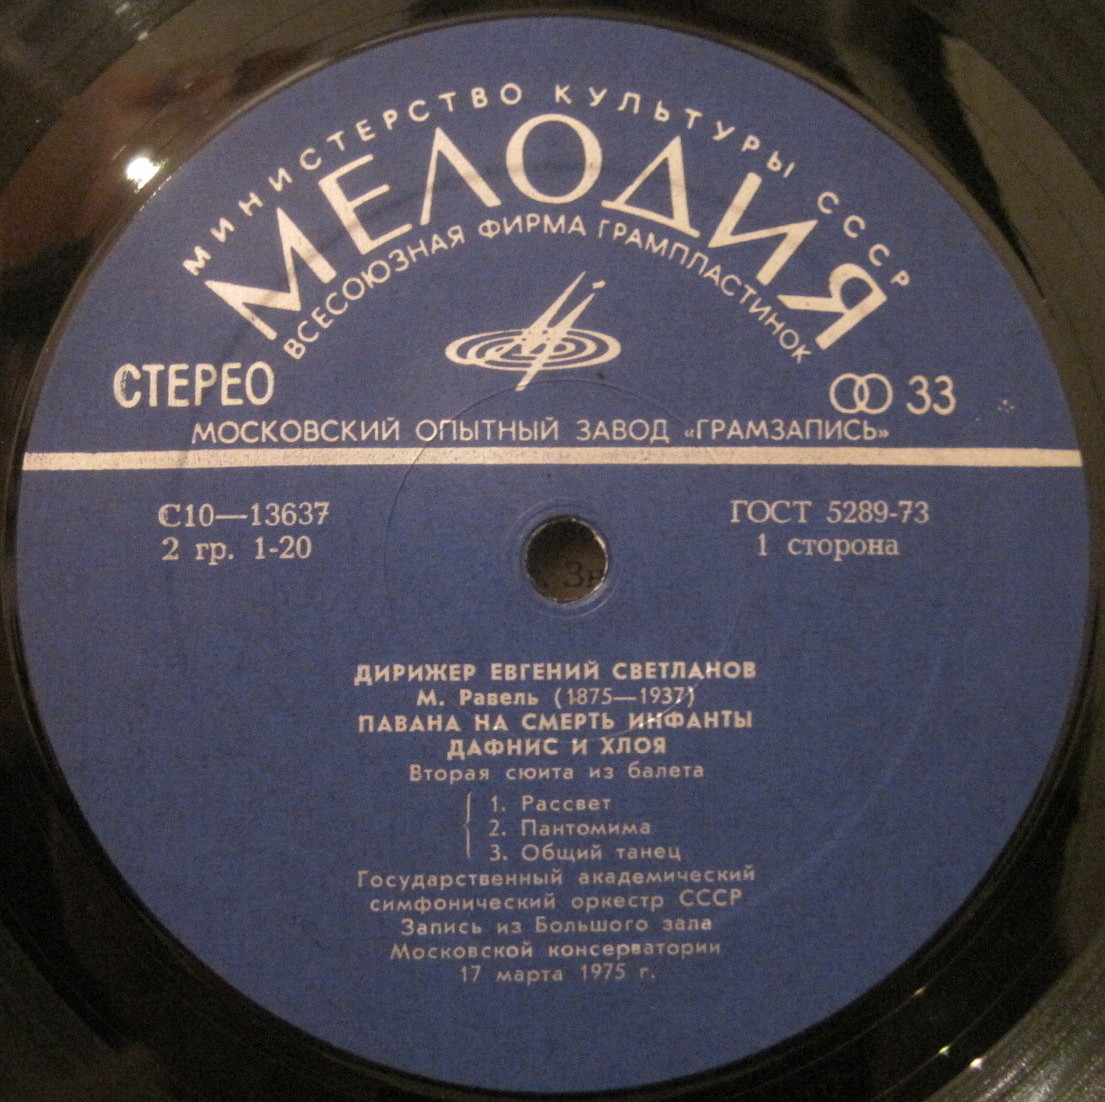 МИНИСТЕРСТВО КУЛЬТУРЫ СССР
МЕЛОДИЯ
ВСЕСОЮЗНАЯ ФИРМА ГРАМПЛАСТИНОК
СТЕРЕО
33
МОСКОВСКИЙ ОПЫТНЫЙ ЗАВОД «ГРАМЗАПИСЬ»
С10—13637
ГОСТ 5289-73
2 гр. 1-20
1 сторона
ДИРИЖЕР ЕВГЕНИЙ СВЕТЛАНОВ
М. Равель (1875—1937)
ПАВАНА НА СМЕРТЬ ИНФАНТЫ
ДАФНИС И ХЛОЯ
Вторая сюита из балета
1. Рассвет
2. Пантомима
3. Общий танец
Государственный академический
симфонический оркестр СССР
Запись из Большого зала
Московской консерватории
17 марта 1975 г.